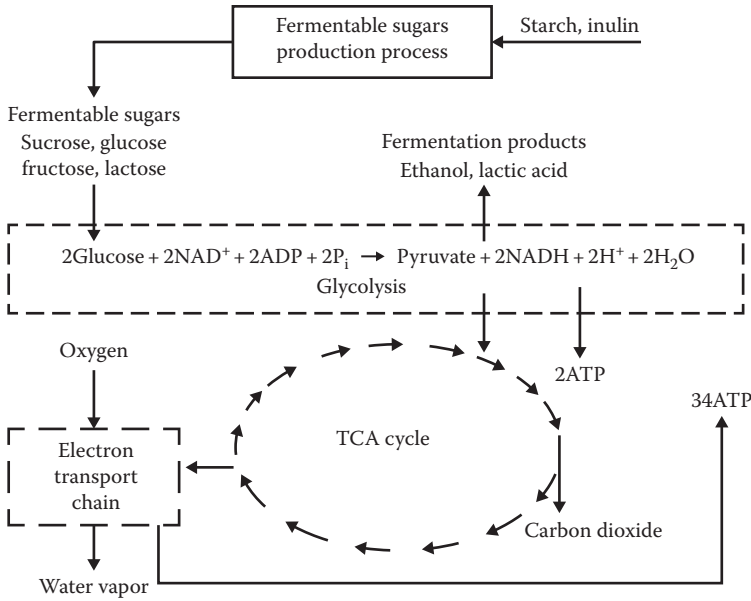 Fermentable sugars
production process
Starch, inulin
Fermentable sugars
Sucrose, glucose
fructose, lactose
Fermentation products
Ethanol, lactic acid
2Glucose + 2NAD⁺ + 2ADP + 2Pᵢ → Pyruvate + 2NADH + 2H⁺ + 2H₂O
Glycolysis
Oxygen
2ATP
34ATP
Electron
transport
chain
TCA cycle
Carbon dioxide
Water vapor